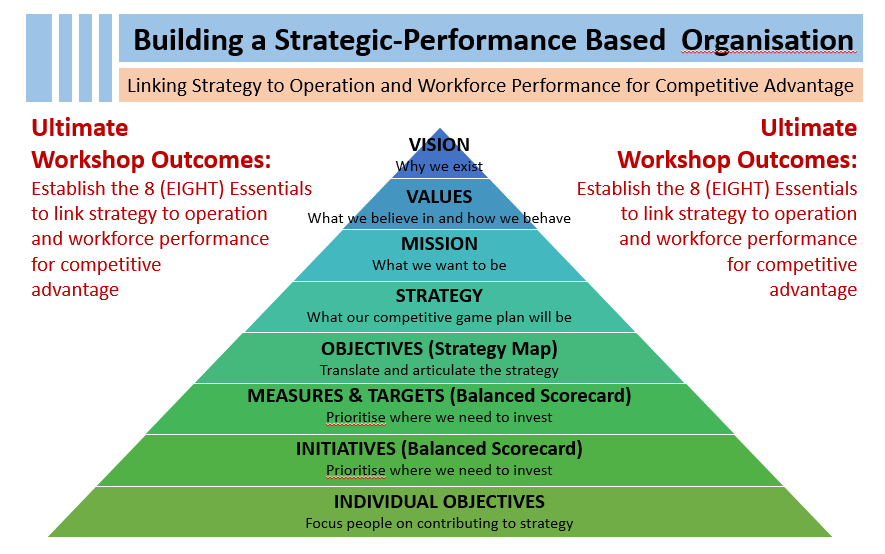 Building a Strategic-Performance Based Organisation
Linking Strategy to Operation and Workforce Performance for Competitive Advantage
Ultimate
Workshop Outcomes:
Establish the 8 (EIGHT) Essentials
to link strategy to operation
and workforce performance
for competitive
advantage
Ultimate
Workshop Outcomes:
Establish the 8 (EIGHT) Essentials
to link strategy to operation
and workforce performance
for competitive
advantage
VISION
Why we exist
VALUES
What we believe in and how we behave
MISSION
What we want to be
STRATEGY
What our competitive game plan will be
OBJECTIVES (Strategy Map)
Translate and articulate the strategy
MEASURES & TARGETS (Balanced Scorecard)
Prioritise where we need to invest
INITIATIVES (Balanced Scorecard)
Prioritise where we need to invest
INDIVIDUAL OBJECTIVES
Focus people on contributing to strategy